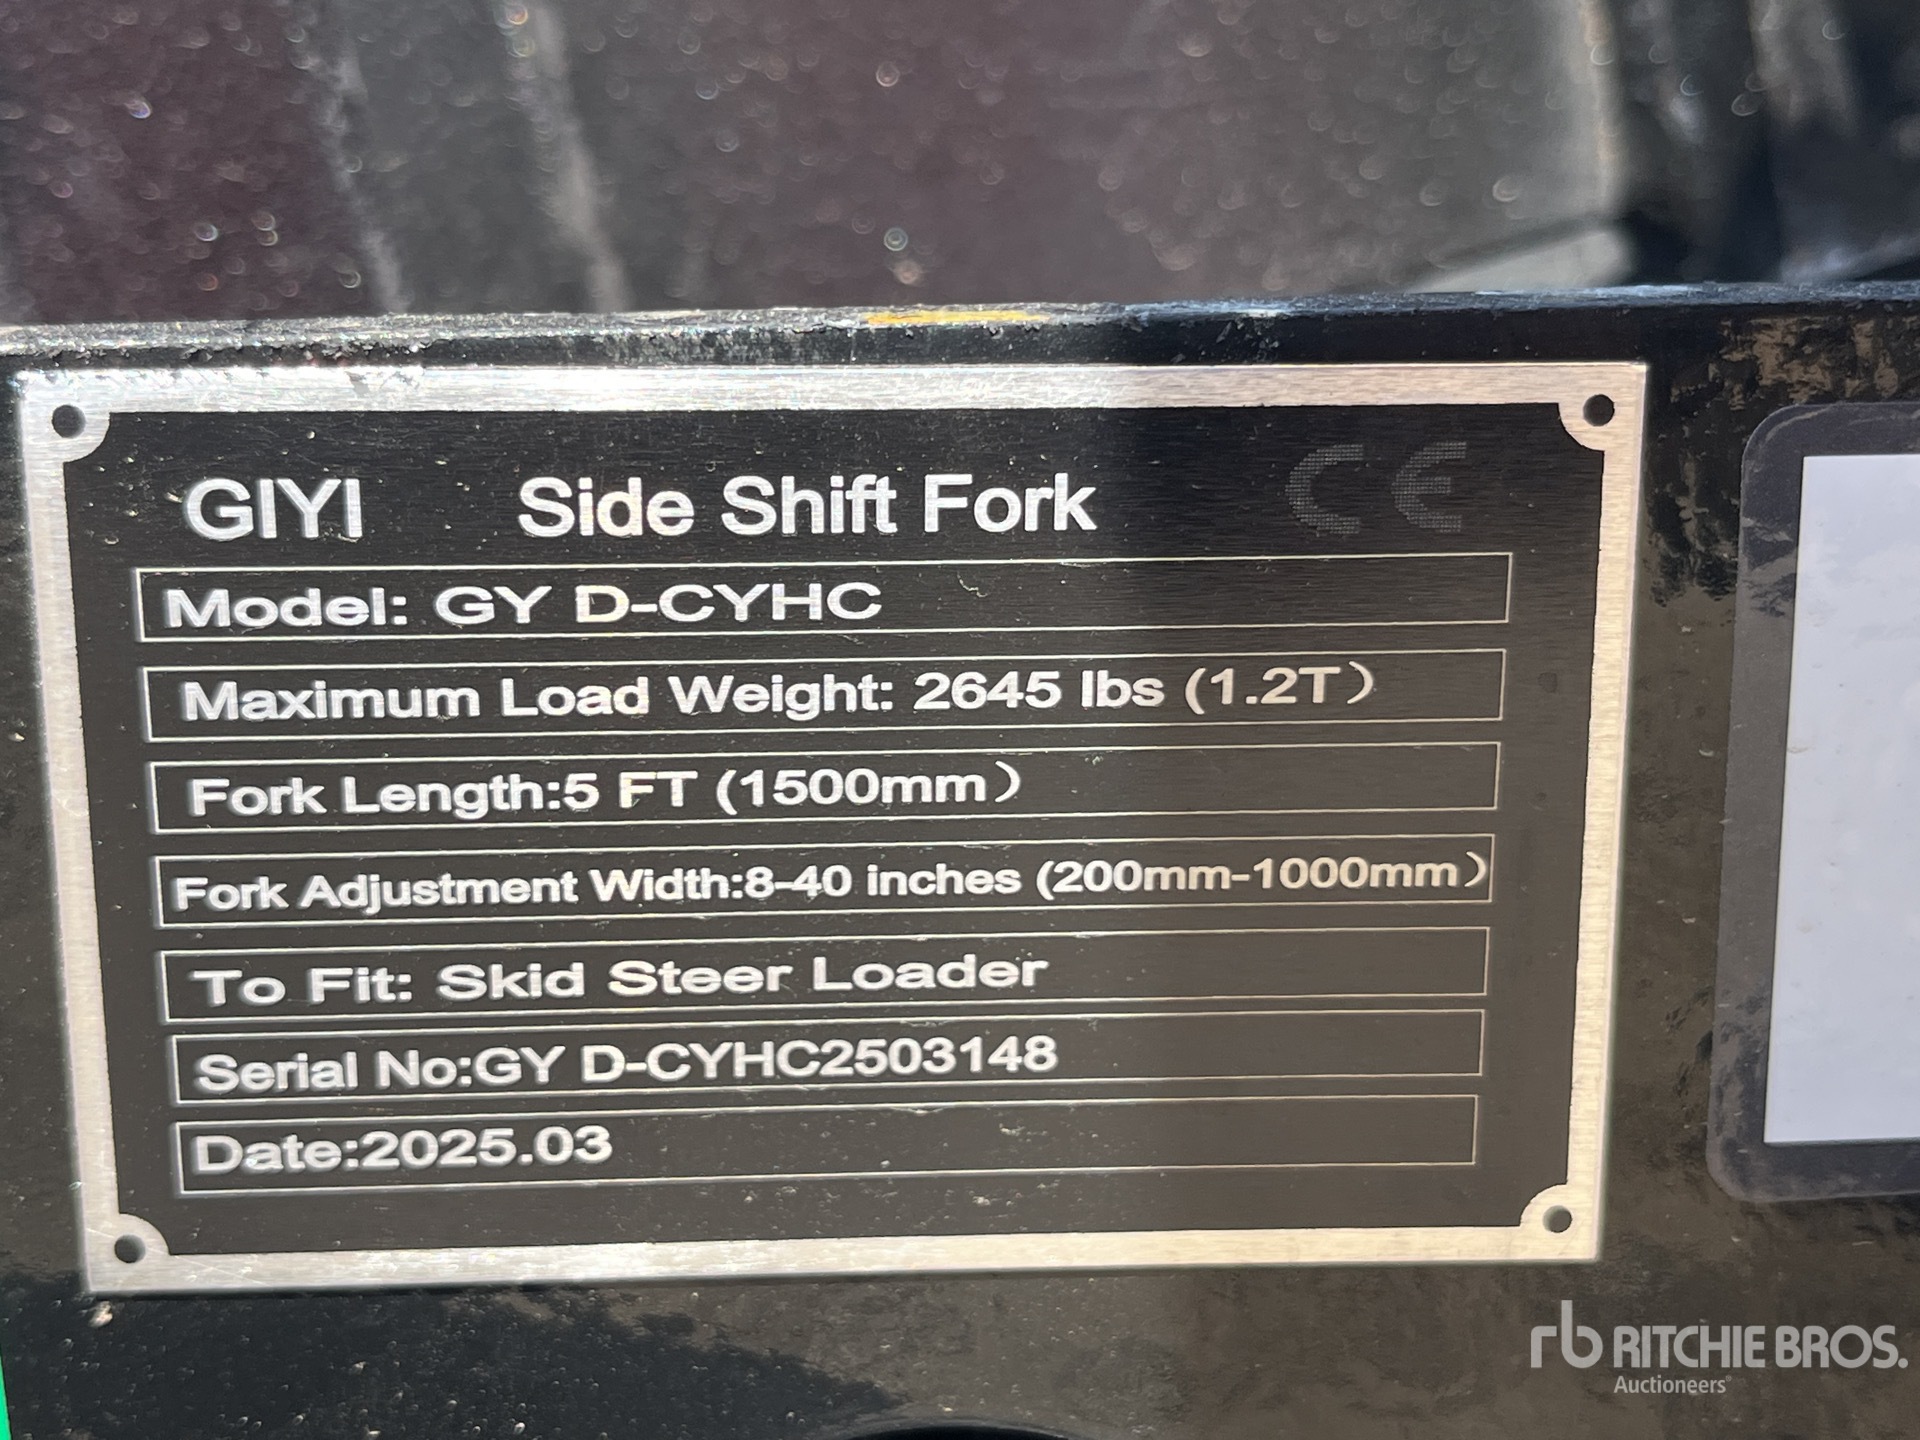 GIYI Side Shift Fork CE
Model: GY D-CYHC
Maximum Load Weight: 2645 lbs (1.2T）
Fork Length:5 FT (1500mm）
Fork Adjustment Width:8-40 inches (200mm-1000mm）
To Fit: Skid Steer Loader
Serial No:GY D-CYHC2503148
Date:2025.03
rb RITCHIE BROS.
Auctioneers